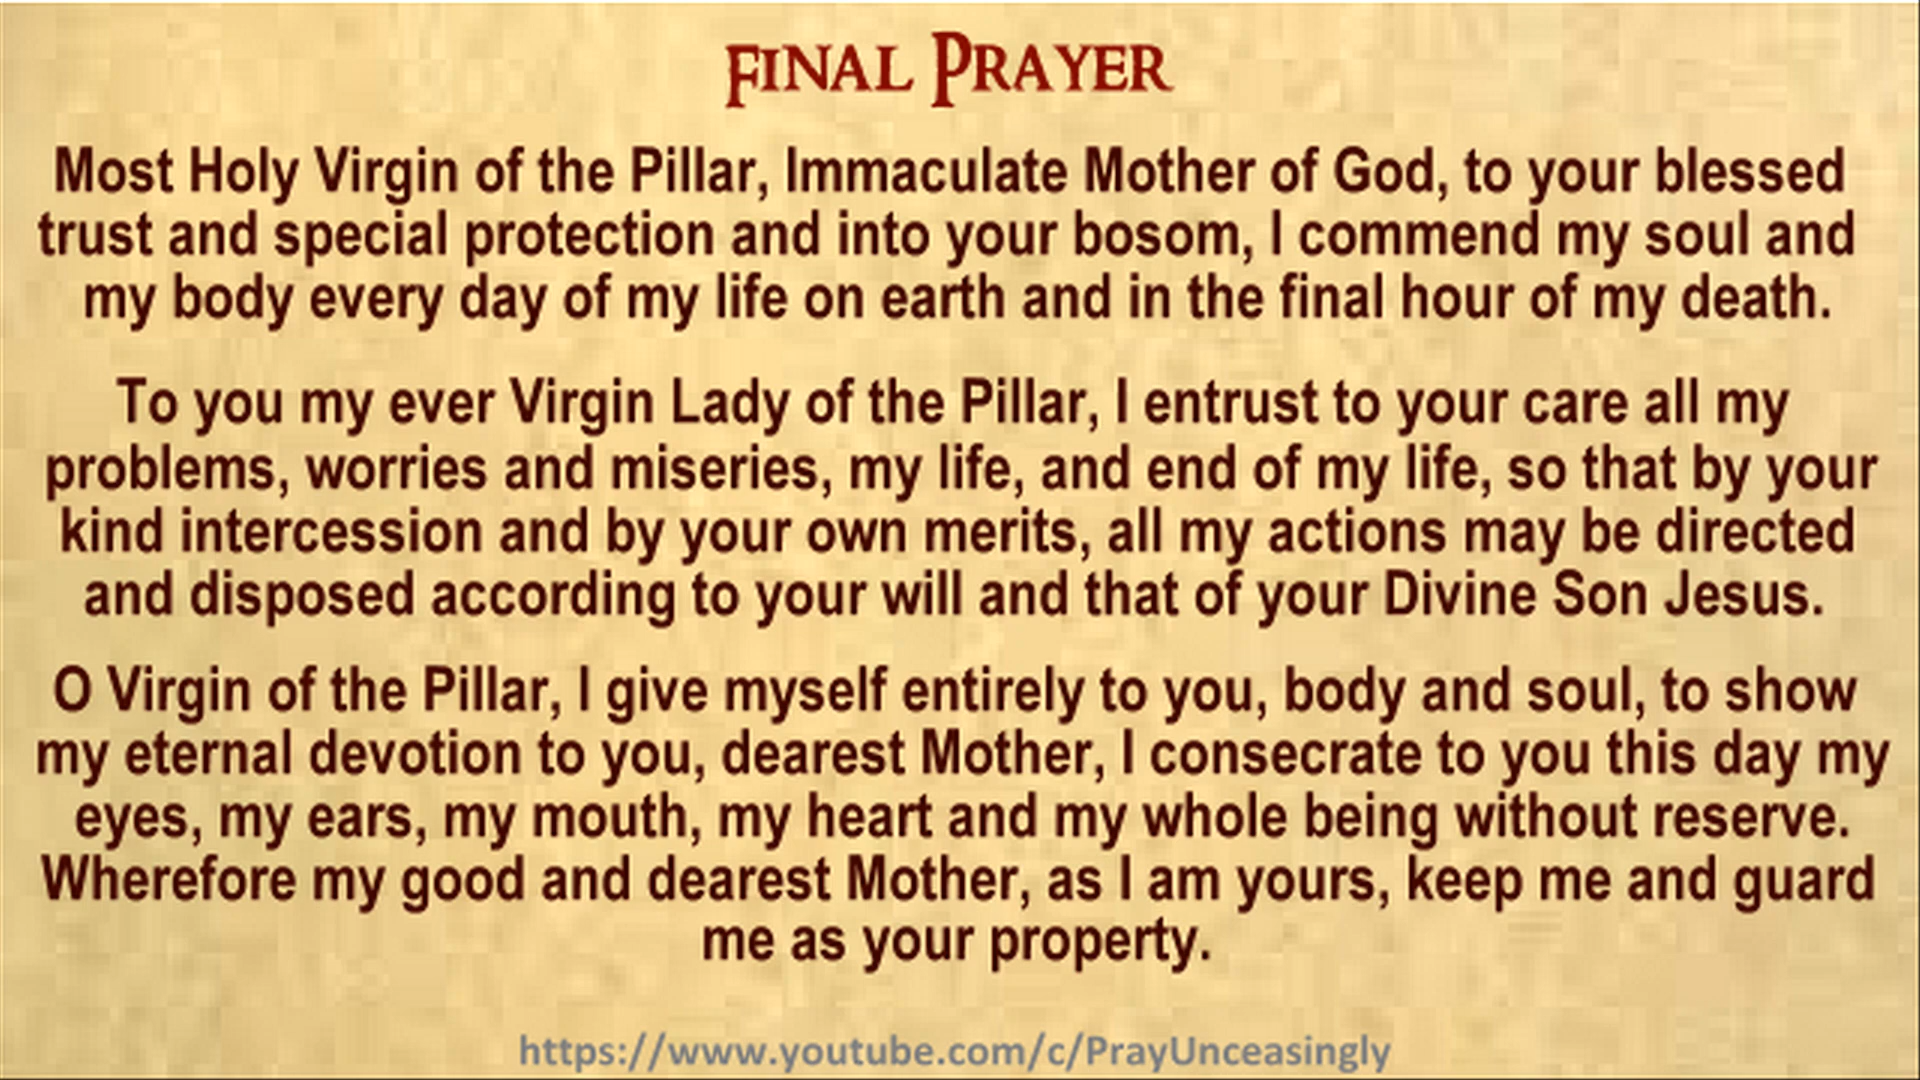 Final Prayer
Most Holy Virgin of the Pillar, Immaculate Mother of God, to your blessed
trust and special protection and into your bosom, I commend my soul and
my body every day of my life on earth and in the final hour of my death.
To you my ever Virgin Lady of the Pillar, I entrust to your care all my
problems, worries and miseries, my life, and end of my life, so that by your
kind intercession and by your own merits, all my actions may be directed
and disposed according to your will and that of your Divine Son Jesus.
O Virgin of the Pillar, I give myself entirely to you, body and soul, to show
my eternal devotion to you, dearest Mother, I consecrate to you this day my
eyes, my ears, my mouth, my heart and my whole being without reserve.
Wherefore my good and dearest Mother, as I am yours, keep me and guard
me as your property.
https://www.youtube.com/c/PrayUnceasingly